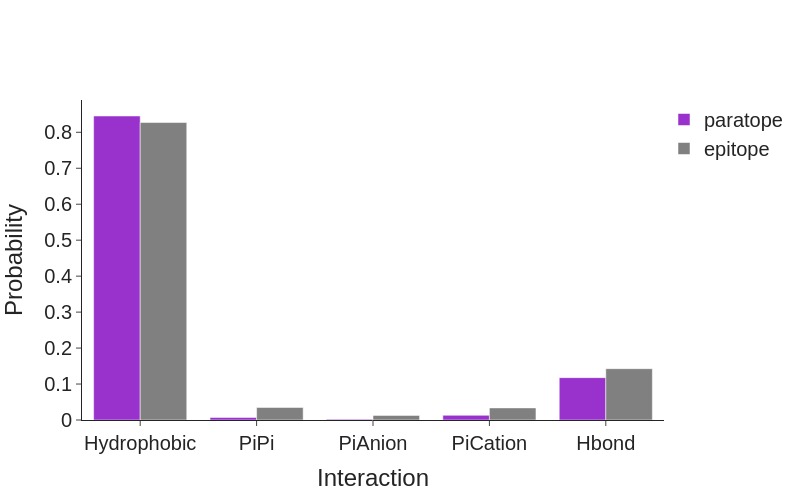 paratope
epitope
Probability
0.8
0.7
0.6
0.5
0.4
0.3
0.2
0.1
0
Hydrophobic PiPi PiAnion PiCation Hbond
Interaction